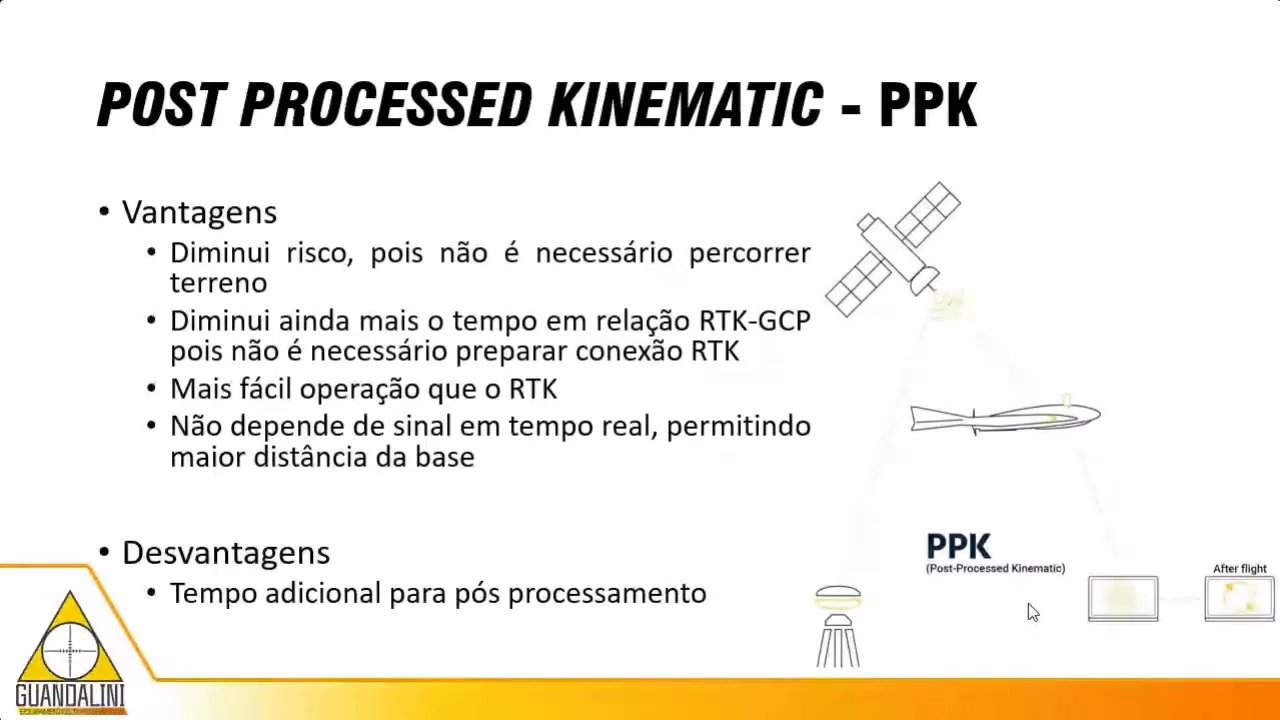 POST PROCESSED KINEMATIC - PPK
• Vantagens
• Diminui risco, pois não é necessário percorrer
terreno
• Diminui ainda mais o tempo em relação RTK-GCP
pois não é necessário preparar conexão RTK
• Mais fácil operação que o RTK
• Não depende de sinal em tempo real, permitindo
maior distância da base
• Desvantagens
• Tempo adicional para pós processamento
PPK
(Post-Processed Kinematic)
After flight
GUANDALINI
EQUIPAMENTOS TOPOGRÁFICOS